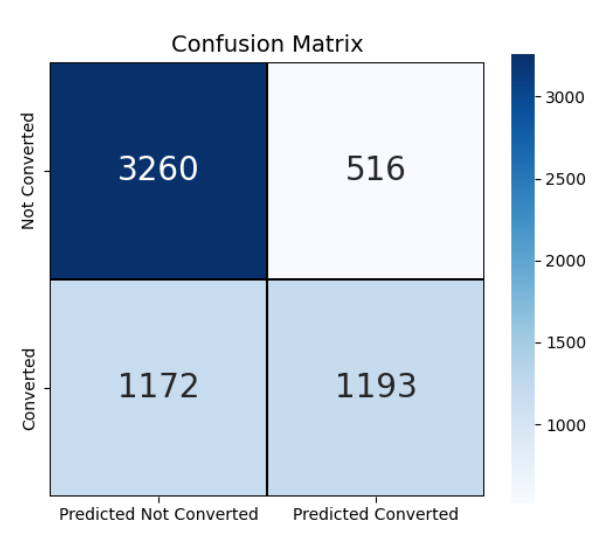 Confusion Matrix
Not Converted
3260
516
Converted
1172
1193
Predicted Not Converted
Predicted Converted
3000
2500
2000
1500
1000